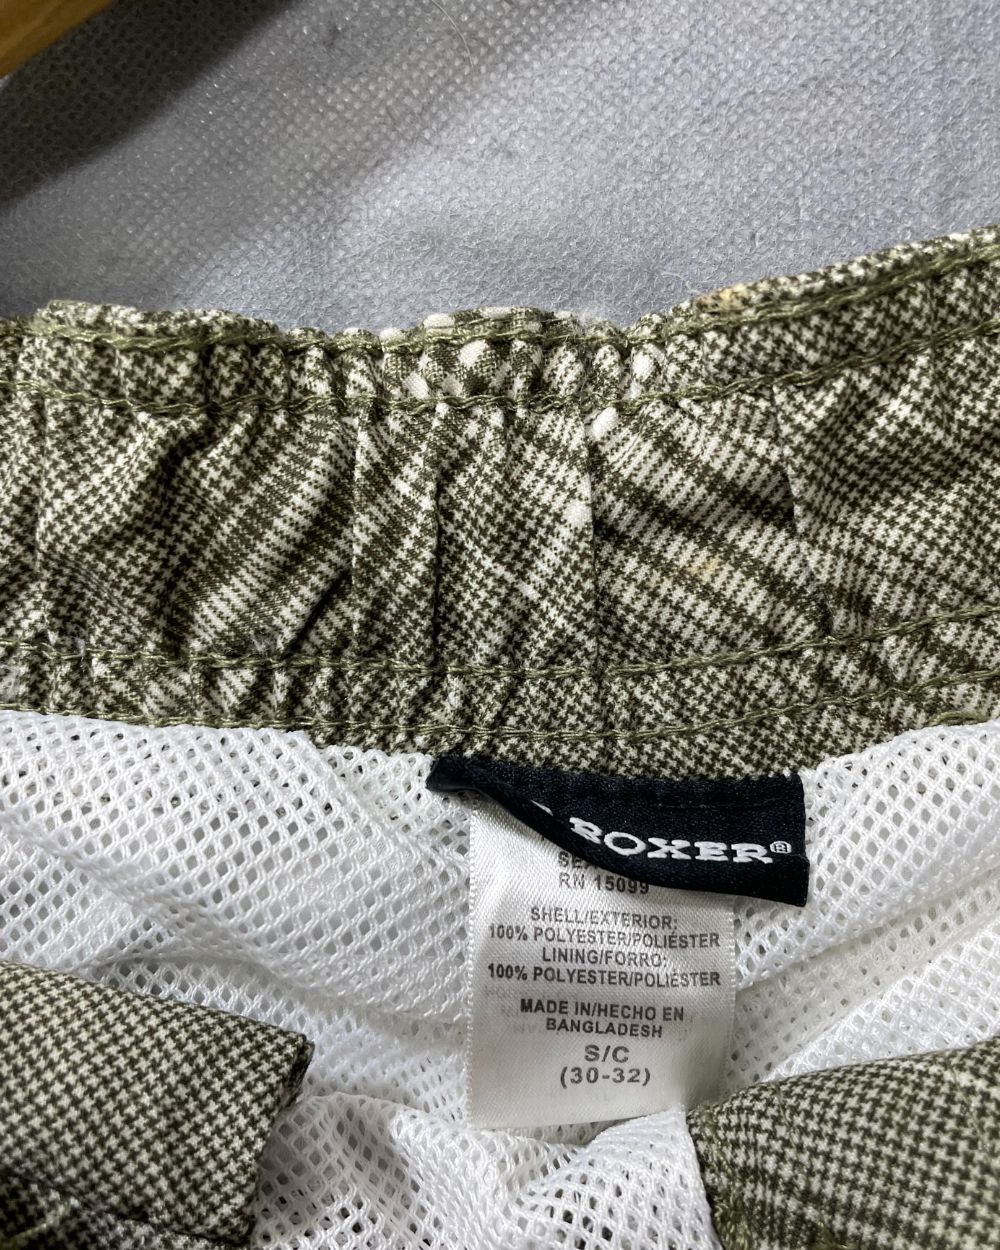 BOXER®
RN 15099
SHELL/EXTERIOR:
100% POLYESTER/POLIÉSTER
LINING/FORRO:
100% POLYESTER/POLIÉSTER
MADE IN/HECHO EN
BANGLADESH
S/C
(30-32)